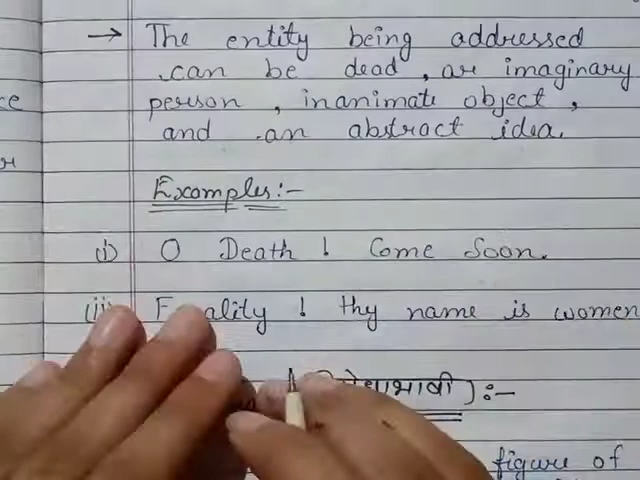 → The entity being addressed
can be dead, an imaginary
person, inanimate object,
and an abstract idea.
Examples:-
(i) O Death! Come Soon.
(ii) ! thy name is women
:-
figure of